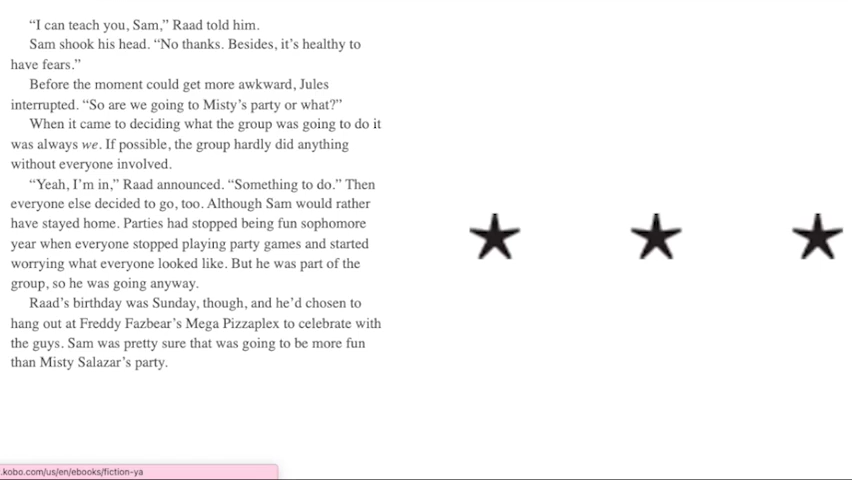 “I can teach you, Sam,” Raad told him.
Sam shook his head. “No thanks. Besides, it’s healthy to
have fears.”
Before the moment could get more awkward, Jules
interrupted. “So are we going to Misty’s party or what?”
When it came to deciding what the group was going to do it
was always we. If possible, the group hardly did anything
without everyone involved.
“Yeah, I’m in,” Raad announced. “Something to do.” Then
everyone else decided to go, too. Although Sam would rather
have stayed home. Parties had stopped being fun sophomore
year when everyone stopped playing party games and started
worrying what everyone looked like. But he was part of the
group, so he was going anyway.
Raad’s birthday was Sunday, though, and he’d chosen to
hang out at Freddy Fazbear’s Mega Pizzaplex to celebrate with
the guys. Sam was pretty sure that was going to be more fun
than Misty Salazar’s party.
.kobo.com/us/en/ebooks/fiction-ya